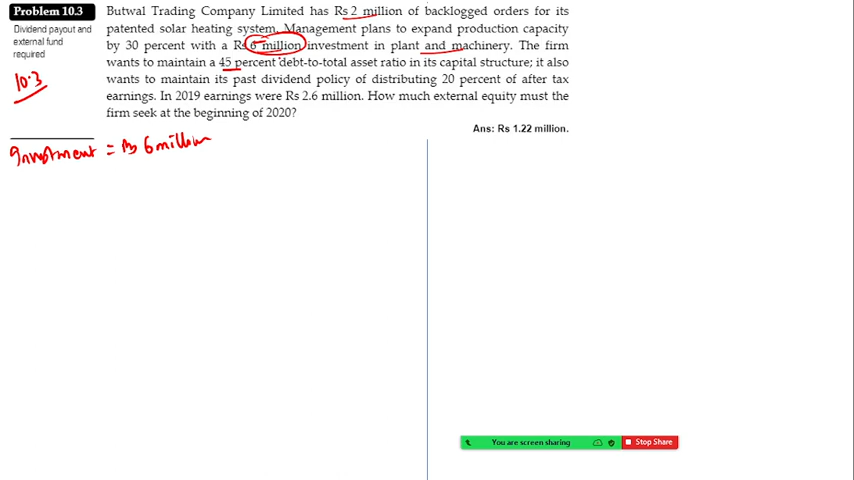 Problem 10.3
Dividend payout and
external fund
required
10.3
Butwal Trading Company Limited has Rs 2 million of backlogged orders for its
patented solar heating system. Management plans to expand production capacity
by 30 percent with a Rs 6 million investment in plant and machinery. The firm
wants to maintain a 45 percent debt-to-total asset ratio in its capital structure; it also
wants to maintain its past dividend policy of distributing 20 percent of after tax
earnings. In 2019 earnings were Rs 2.6 million. How much external equity must the
firm seek at the beginning of 2020?
Ans: Rs 1.22 million.
Investment = Rs 6 million
You are screen sharing
Stop Share